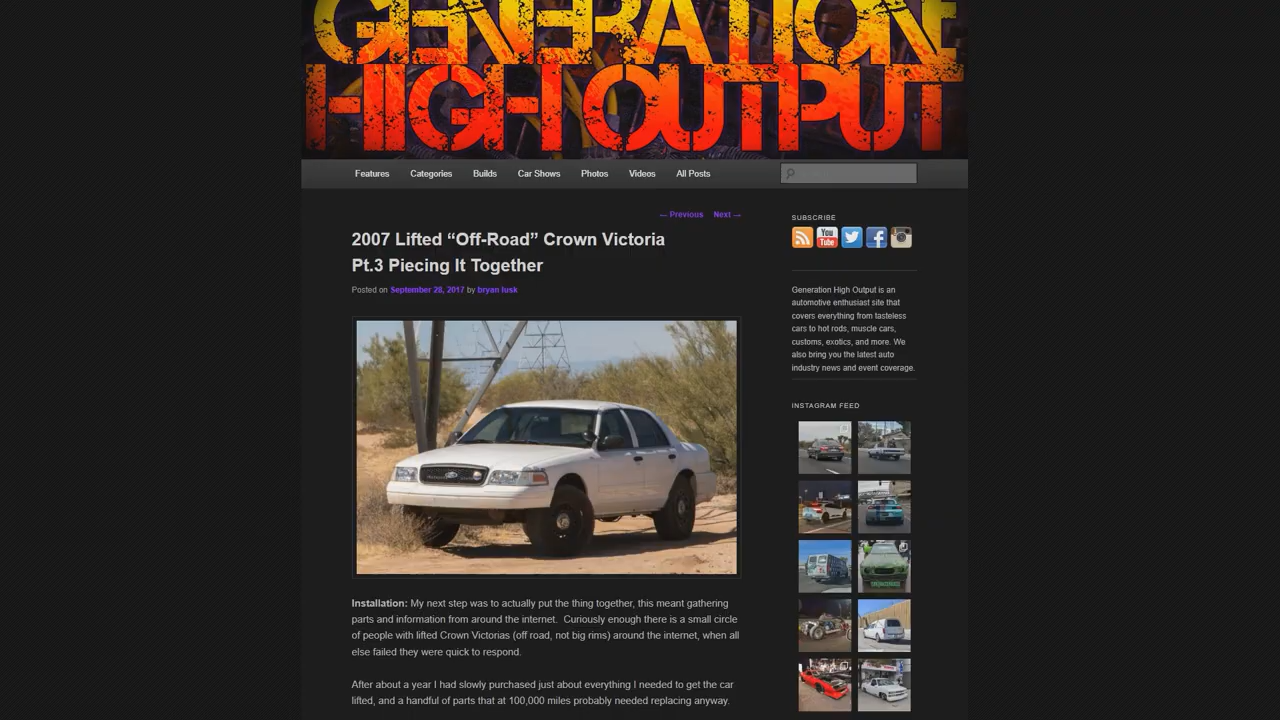 GENERATION
HIGH OUTPUT
Features Categories Builds Car Shows Photos Videos All Posts
← Previous Next →
2007 Lifted “Off-Road” Crown Victoria
Pt.3 Piecing It Together
Posted on September 28, 2017 by bryan lusk
Installation: My next step was to actually put the thing together, this meant gathering
parts and information from around the internet.  Curiously enough there is a small circle
of people with lifted Crown Victorias (off road, not big rims) around the internet, when all
else failed they were quick to respond.
After about a year I had slowly purchased just about everything I needed to get the car
lifted, and a handful of parts that at 100,000 miles probably needed replacing anyway.
SUBSCRIBE
You
Tube
Generation High Output is an
automotive enthusiast site that
covers everything from tasteless
cars to hot rods, muscle cars,
customs, exotics, and more. We
also bring you the latest auto
industry news and event coverage.
INSTAGRAM FEED